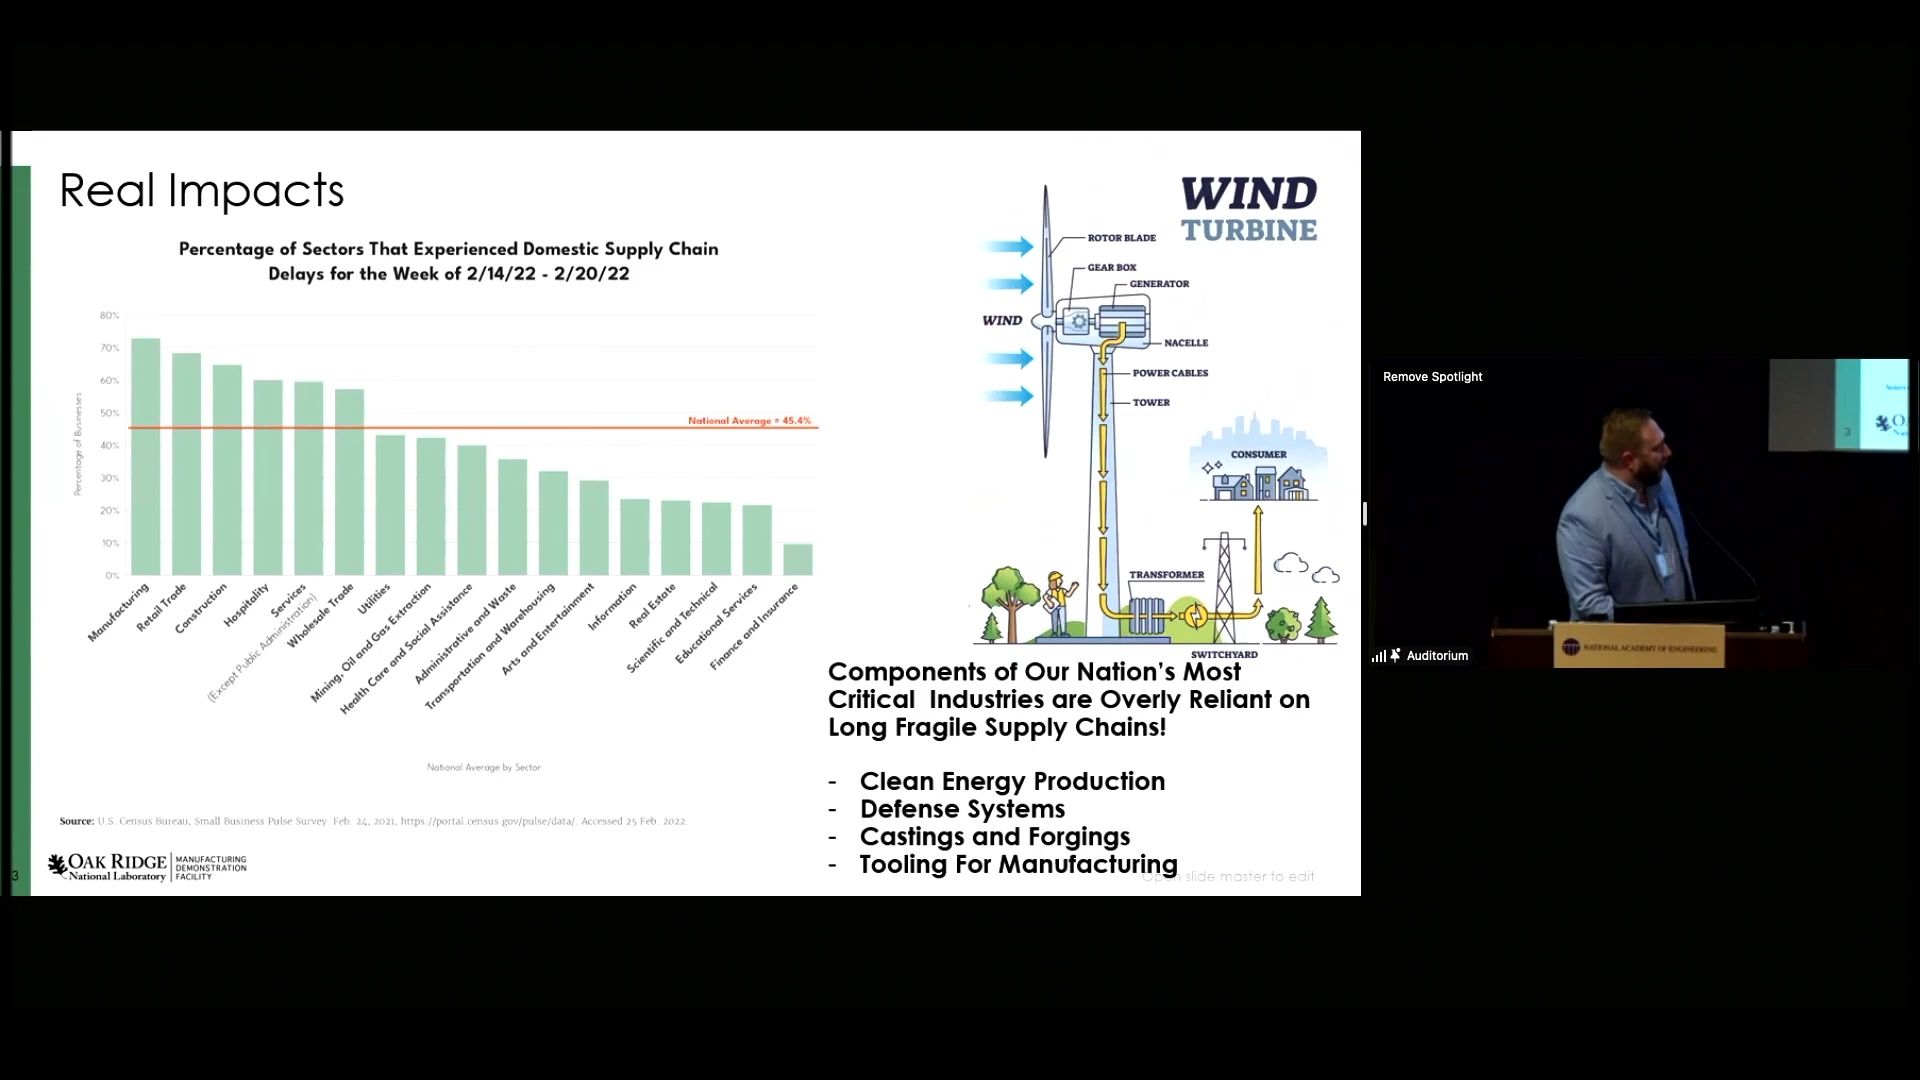 Real Impacts
Percentage of Sectors That Experienced Domestic Supply Chain
Delays for the Week of 2/14/22 - 2/20/22
80%
70%
60%
50%
40%
30%
20%
10%
0%
Percentage of Businesses
National Average = 45.4%
Manufacturing
Retail Trade
Construction
Hospitality
Services
(Except Public Administration)
Wholesale Trade
Utilities
Mining, Oil and Gas Extraction
Health Care and Social Assistance
Administrative and Waste
Transportation and Warehousing
Arts and Entertainment
Information
Real Estate
Scientific and Technical
Educational Services
Finance and Insurance
National Average by Sector
Source: U.S. Census Bureau, Small Business Pulse Survey. Feb. 24, 2021, https://portal.census.gov/pulse/data/. Accessed 25 Feb. 2022.
3
OAK RIDGE
National Laboratory
MANUFACTURING
DEMONSTRATION
FACILITY
WIND
TURBINE
ROTOR BLADE
GEAR BOX
GENERATOR
WIND
NACELLE
POWER CABLES
TOWER
CONSUMER
TRANSFORMER
SWITCHYARD
Components of Our Nation's Most
Critical  Industries are Overly Reliant on
Long Fragile Supply Chains!
- Clean Energy Production
- Defense Systems
- Castings and Forgings
- Tooling For Manufacturing
Open slide master to edit
Remove Spotlight
3
NATIONAL ACADEMY OF ENGINEERING
Auditorium